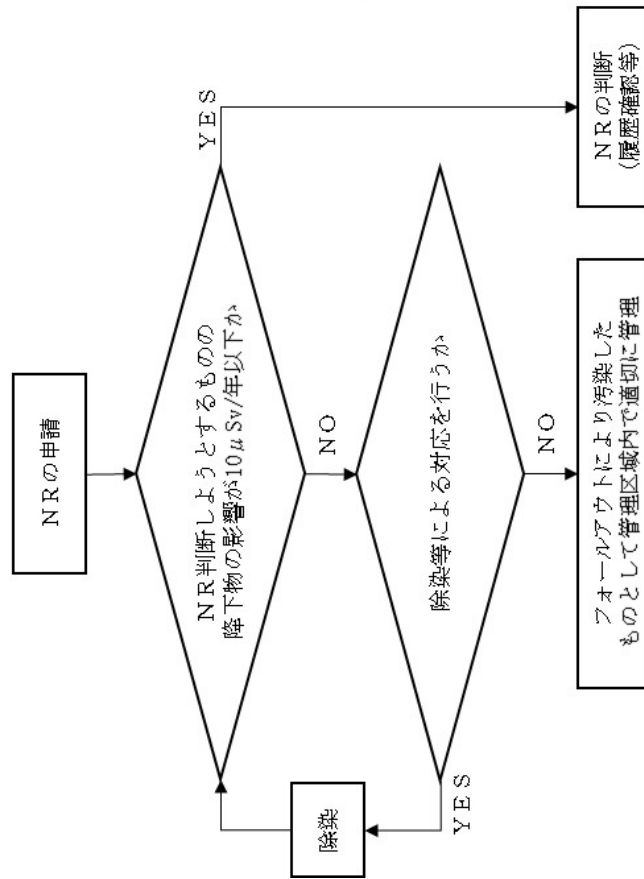 NRの申請
NR判断しようとするものの
降下物の影響が10μSv/年以下か
YES
NO
除染等による対応を行うか
YES
除染
NO
フォールアウトにより汚染した
ものとして管理区域内で適切に管理
NRの判断
(履歴確認等)